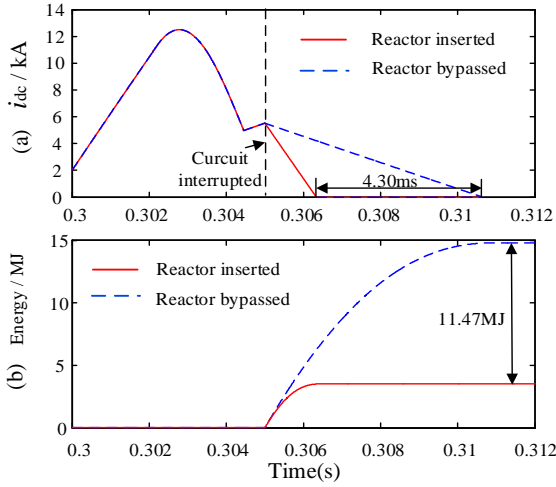 14
12
10
8
6
4
2
0
(a) idc / kA
Reactor inserted
Reactor bypassed
Curcuit
interrupted
4.30ms
0.3 0.302 0.304 0.306 0.308 0.31 0.312
15
10
5
0
(b) Energy / MJ
Reactor inserted
Reactor bypassed
11.47MJ
0.3 0.302 0.304 0.306 0.308 0.31 0.312
Time(s)